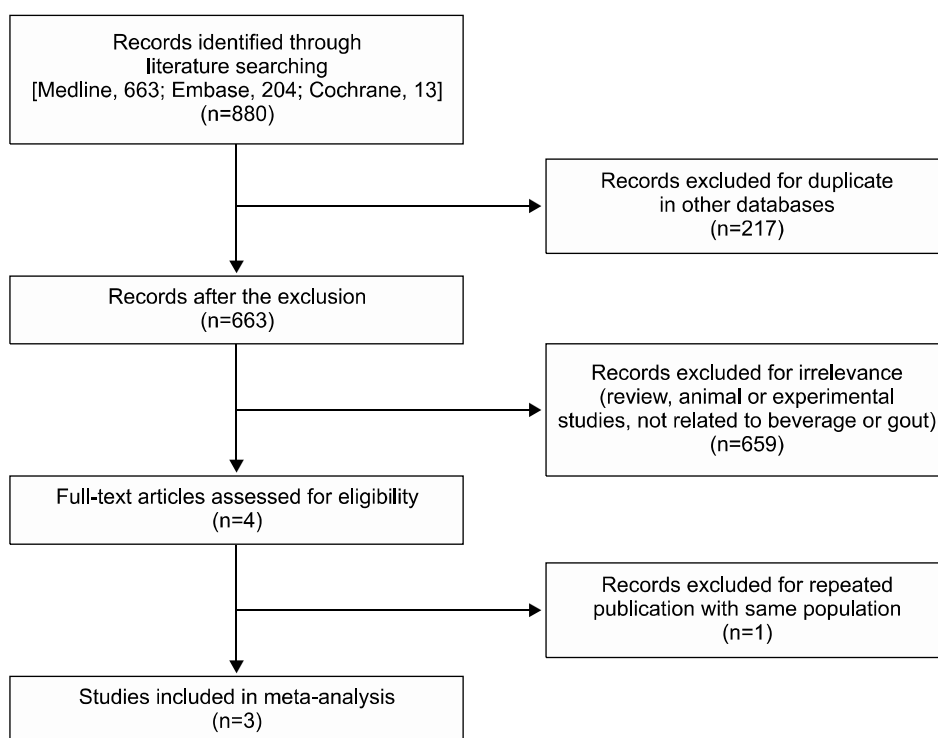 Records identified through
literature searching
[Medline, 663; Embase, 204; Cochrane, 13]
(n=880)
Records excluded for duplicate
in other databases
(n=217)
Records after the exclusion
(n=663)
Records excluded for irrelevance
(review, animal or experimental
studies, not related to beverage or gout)
(n=659)
Full-text articles assessed for eligibility
(n=4)
Records excluded for repeated
publication with same population
(n=1)
Studies included in meta-analysis
(n=3)